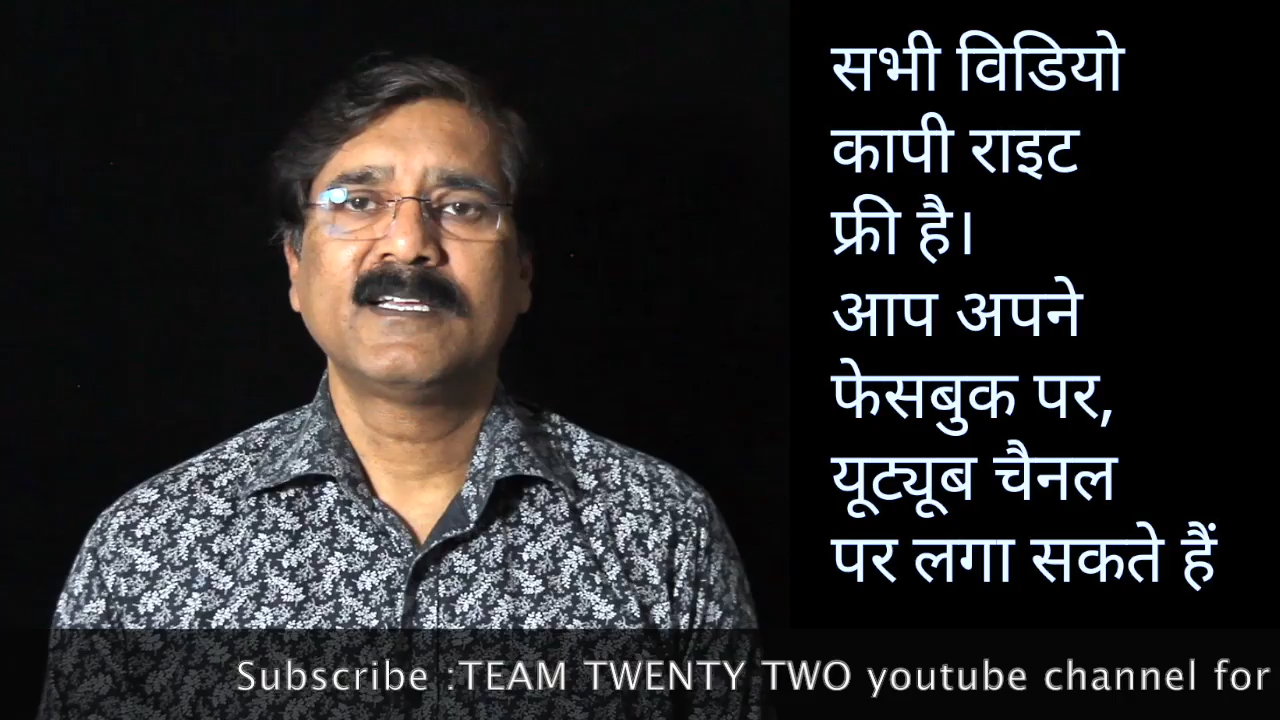 सभी विडियो
कापी राइट
फ्री है।
आप अपने
फेसबुक पर,
यूट्यूब चैनल
पर लगा सकते हैं
Subscribe :TEAM TWENTY TWO youtube channel for